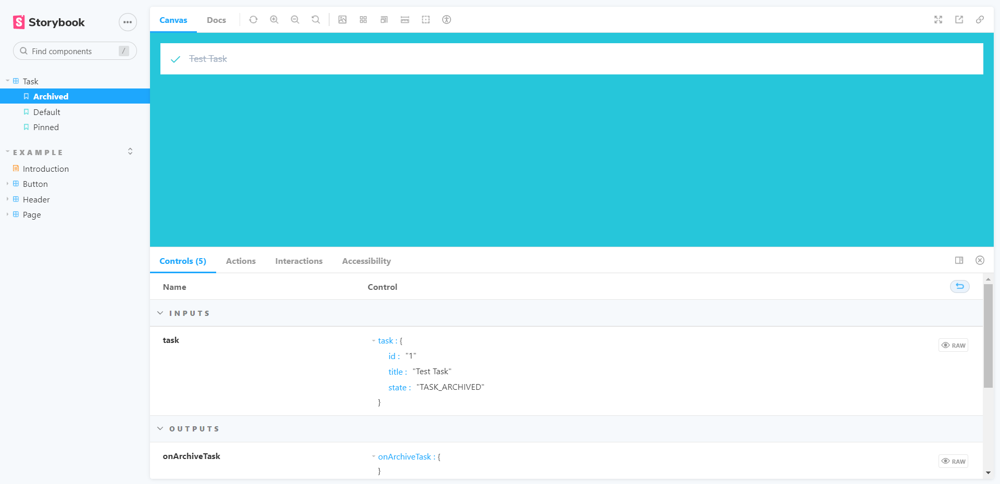 Storybook
Find components /
Task
Archived
Default
Pinned
EXAMPLE
Introduction
Button
Header
Page
Canvas Docs
Test Task
Controls (5) Actions Interactions Accessibility
Name Control
INPUTS
task task : { RAW
id : "1"
title : "Test Task"
state : "TASK_ARCHIVED"
}
OUTPUTS
onArchiveTask onArchiveTask : { RAW
}